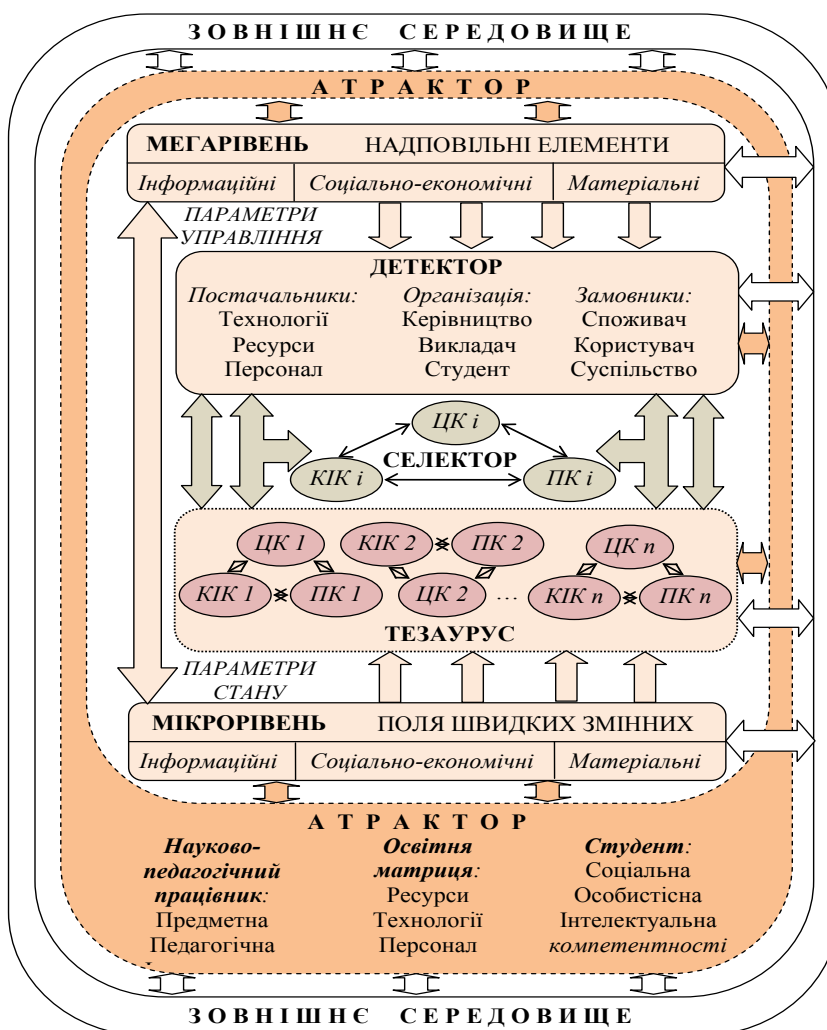 ЗОВНІШНЄ СЕРЕДОВИЩЕ
АТРАКТОР
МЕГАРІВЕНЬ НАДПОВІЛЬНІ ЕЛЕМЕНТИ
Інформаційні Соціально-економічні Матеріальні
ПАРАМЕТРИ
УПРАВЛІННЯ
ДЕТЕКТОР
Постачальники: Організація: Замовники:
Технології Керівництво Споживач
Ресурси Викладач Користувач
Персонал Студент Суспільство
ЦК і
СЕЛЕКТОР
КІК і ПК і
ЦК 1 КІК 2 ПК 2 ЦК п
КІК 1 ПК 1 ЦК 2 … КІК п ПК п
ТЕЗАУРУС
ПАРАМЕТРИ
СТАНУ
МІКРОРІВЕНЬ ПОЛЯ ШВИДКИХ ЗМІННИХ
Інформаційні Соціально-економічні Матеріальні
АТРАКТОР
Науково- Освітня Студент:
педагогічний матриця: Соціальна
працівник: Ресурси Особистісна
Предметна Технології Інтелектуальна
Педагогічна Персонал компетентності
ЗОВНІШНЄ СЕРЕДОВИЩЕ